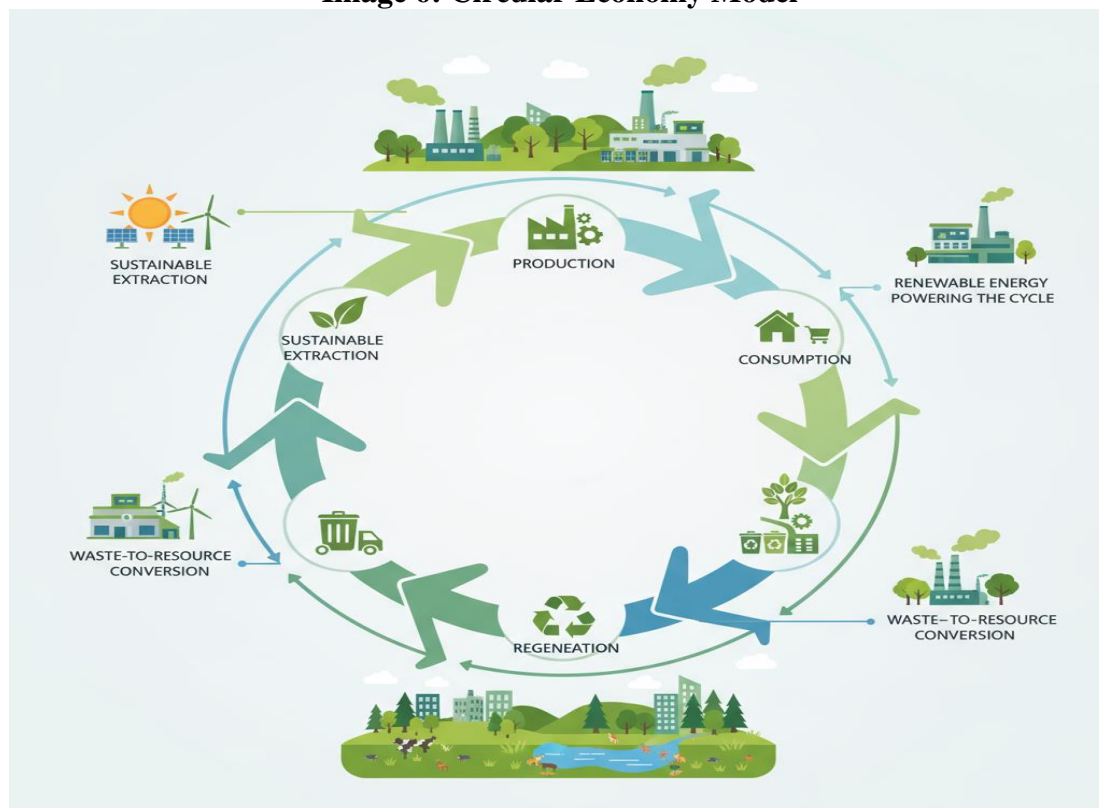 Image 6: Circular Economy Model
PRODUCTION
SUSTAINABLE
EXTRACTION
RENEWABLE ENERGY
POWERING THE CYCLE
SUSTAINABLE
EXTRACTION
CONSUMPTION
WASTE-TO-RESOURCE
CONVERSION
REGENEATION
WASTE–TO-RESOURCE
CONVERSION